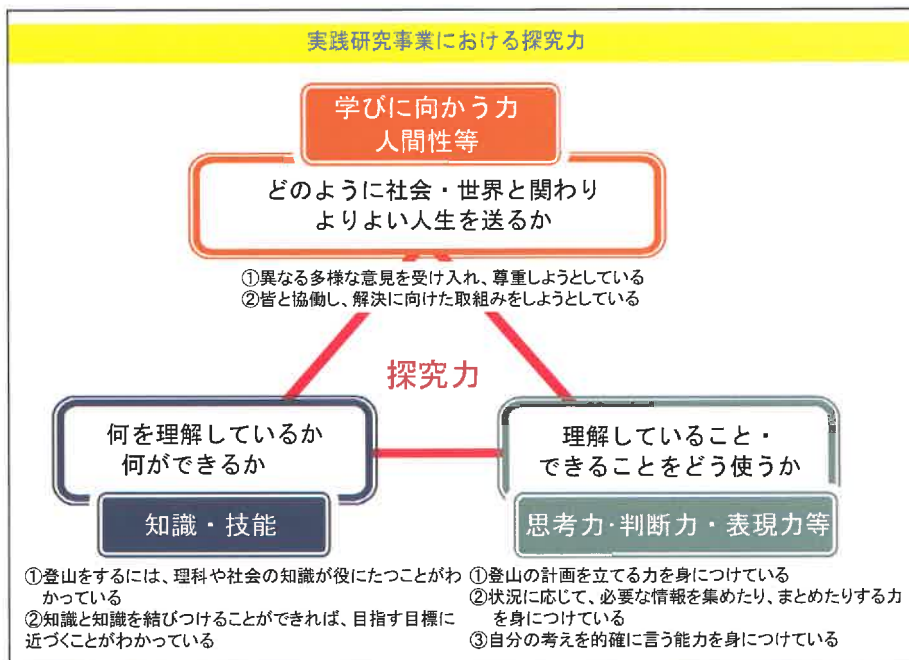 実践研究事業における探究力
学びに向かう力
人間性等
どのように社会・世界と関わり
よりよい人生を送るか
①異なる多様な意見を受け入れ、尊重しようとしている
②皆と協働し、解決に向けた取組みをしようとしている
探究力
何を理解しているか
何ができるか
知識・技能
①登山をするには、理科や社会の知識が役にたつことがわ
かっている
②知識と知識を結びつけることができれば、目指す目標に
近づくことがわかっている
理解していること・
できることをどう使うか
思考力・判断力・表現力等
①登山の計画を立てる力を身につけている
②状況に応じて、必要な情報を集めたり、まとめたりする力
を身につけている
③自分の考えを的確に言う能力を身につけている